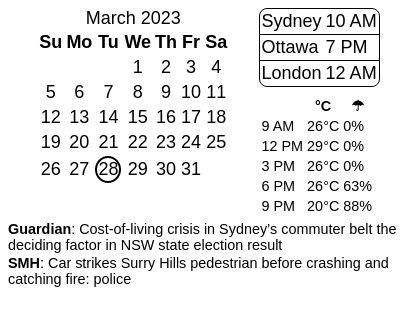 March 2023
Su Mo Tu We Th Fr Sa
1 2 3 4
5 6 7 8 9 10 11
12 13 14 15 16 17 18
19 20 21 22 23 24 25
26 27 28 29 30 31
Sydney 10 AM
Ottawa 7 PM
London 12 AM
°C ☂
9 AM 26°C 0%
12 PM 29°C 0%
3 PM 26°C 0%
6 PM 26°C 63%
9 PM 20°C 88%
Guardian: Cost-of-living crisis in Sydney’s commuter belt the
deciding factor in NSW state election result
SMH: Car strikes Surry Hills pedestrian before crashing and
catching fire: police